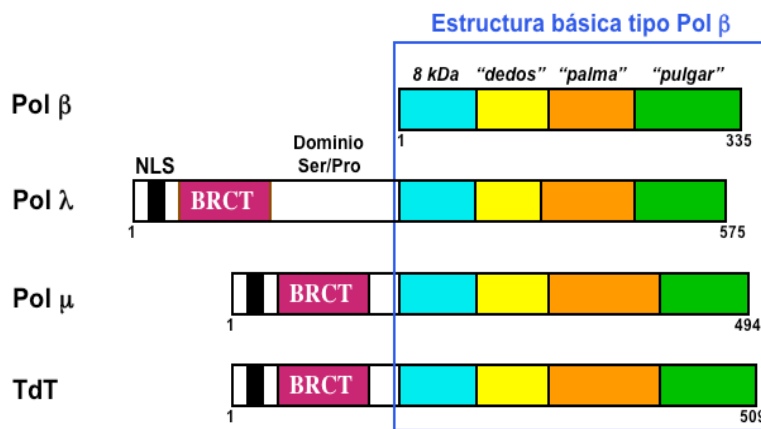 Estructura básica tipo Pol β
8 kDa “dedos” “palma” “pulgar”
Pol β
1 335
Dominio
Ser/Pro
NLS
Pol λ
BRCT
1 575
Pol μ
BRCT
1 494
TdT
BRCT
1 509